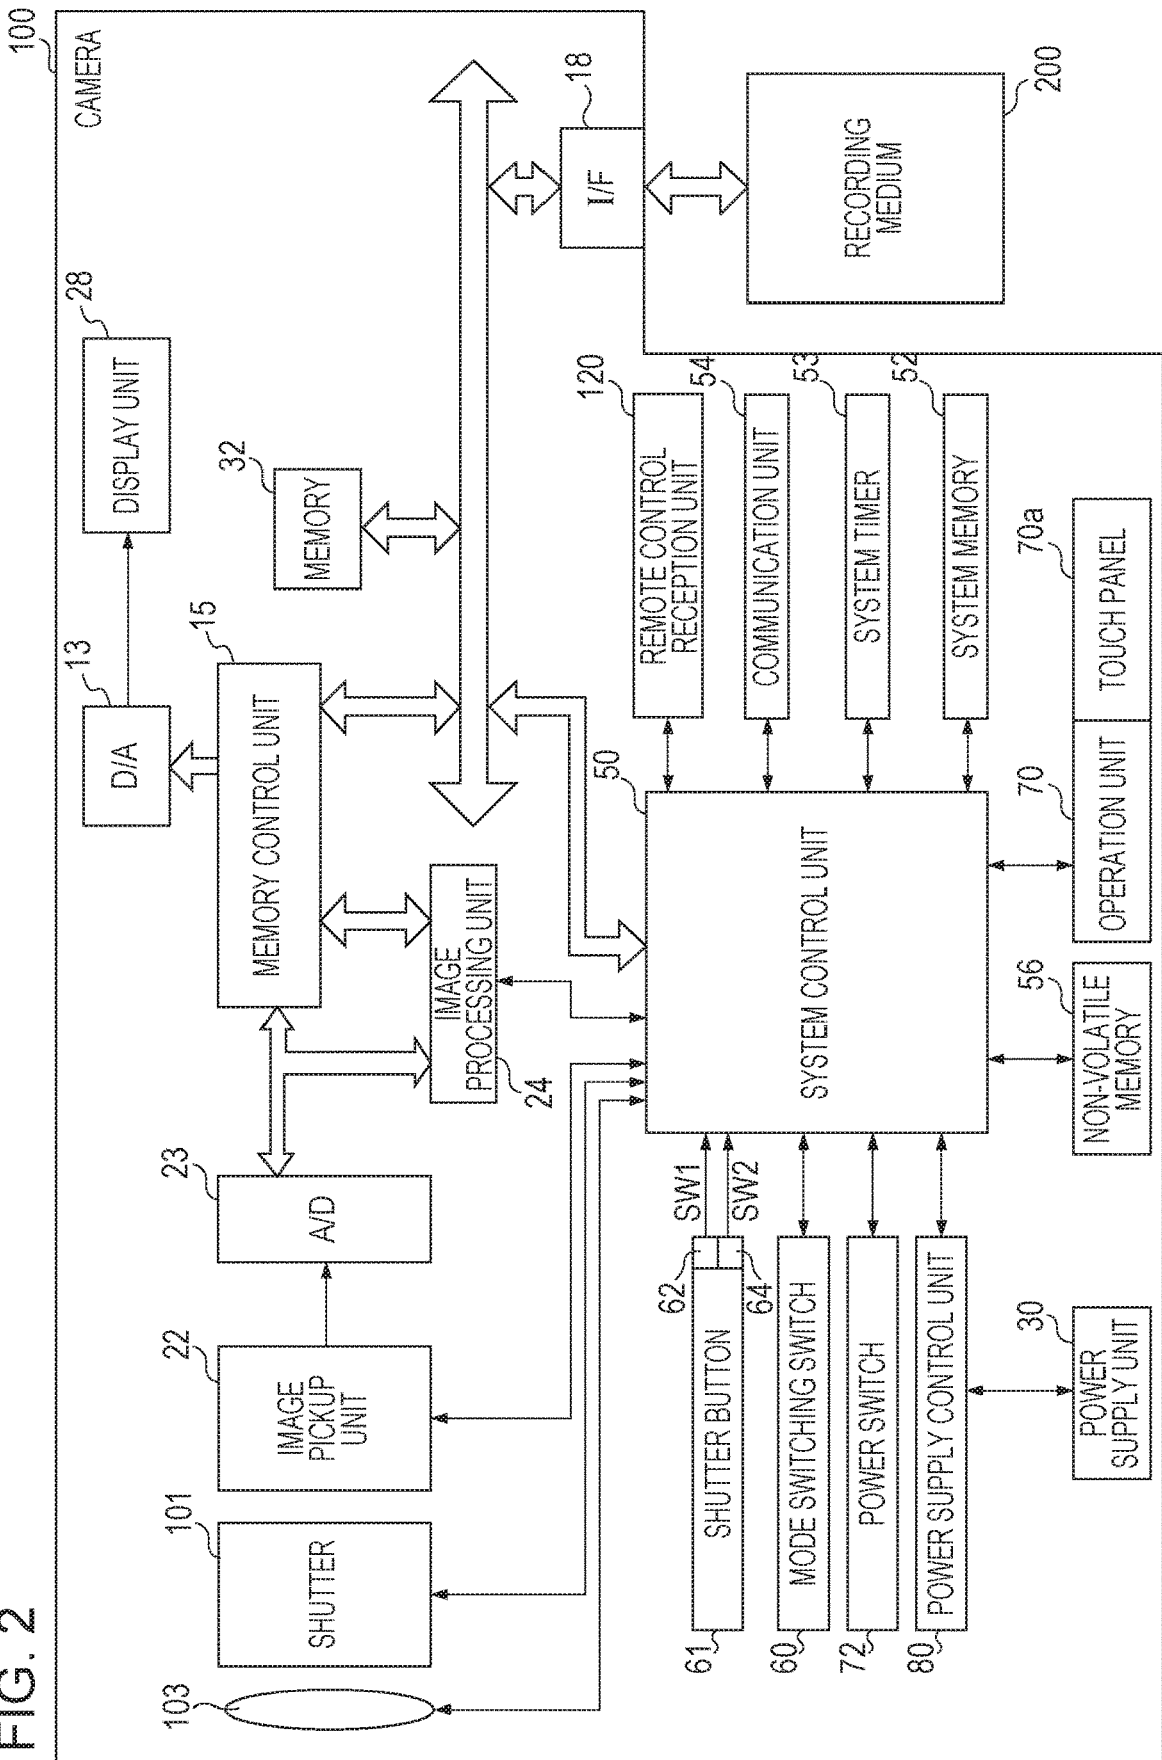 FIG. 2
100
CAMERA
103
101
SHUTTER
22
IMAGE
PICKUP
UNIT
23
A/D
15
MEMORY CONTROL UNIT
13
D/A
28
DISPLAY UNIT
32
MEMORY
24
IMAGE
PROCESSING UNIT
18
I/F
200
RECORDING
MEDIUM
50
SYSTEM CONTROL UNIT
61
SHUTTER BUTTON
62
SW1
64
SW2
60
MODE SWITCHING SWITCH
72
POWER SWITCH
80
POWER SUPPLY CONTROL UNIT
30
POWER
SUPPLY UNIT
120
REMOTE CONTROL
RECEPTION UNIT
54
COMMUNICATION UNIT
53
SYSTEM TIMER
52
SYSTEM MEMORY
56
NON-VOLATILE
MEMORY
70
OPERATION UNIT
70a
TOUCH PANEL